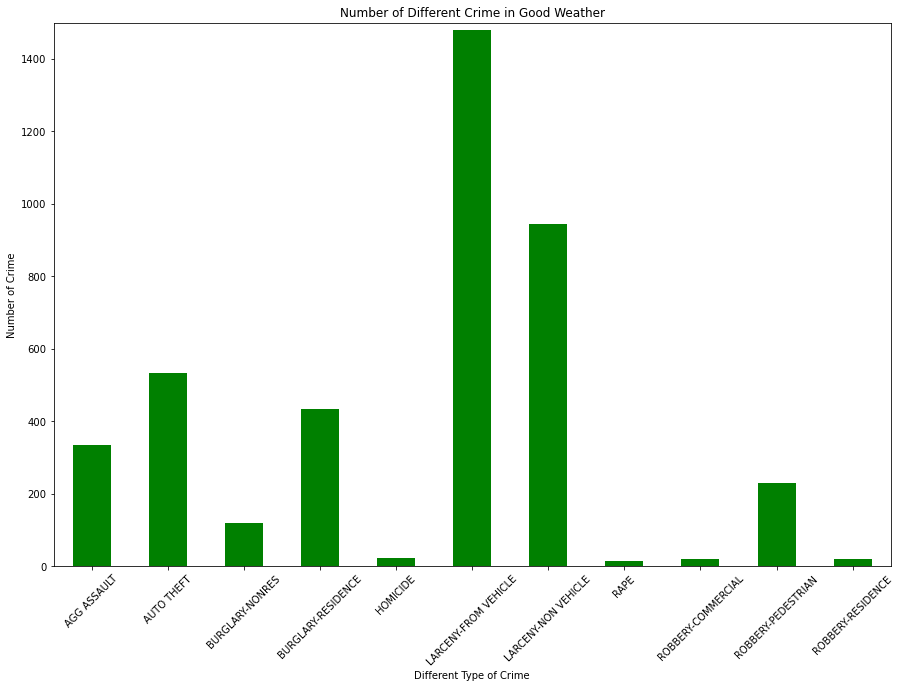 Number of Different Crime in Good Weather
Number of Crime
1400
1200
1000
800
600
400
200
0
AGG ASSAULT
AUTO THEFT
BURGLARY-NONRES
BURGLARY-RESIDENCE
HOMICIDE
LARCENY-FROM VEHICLE
LARCENY-NON VEHICLE
RAPE
ROBBERY-COMMERCIAL
ROBBERY-PEDESTRIAN
ROBBERY-RESIDENCE
Different Type of Crime